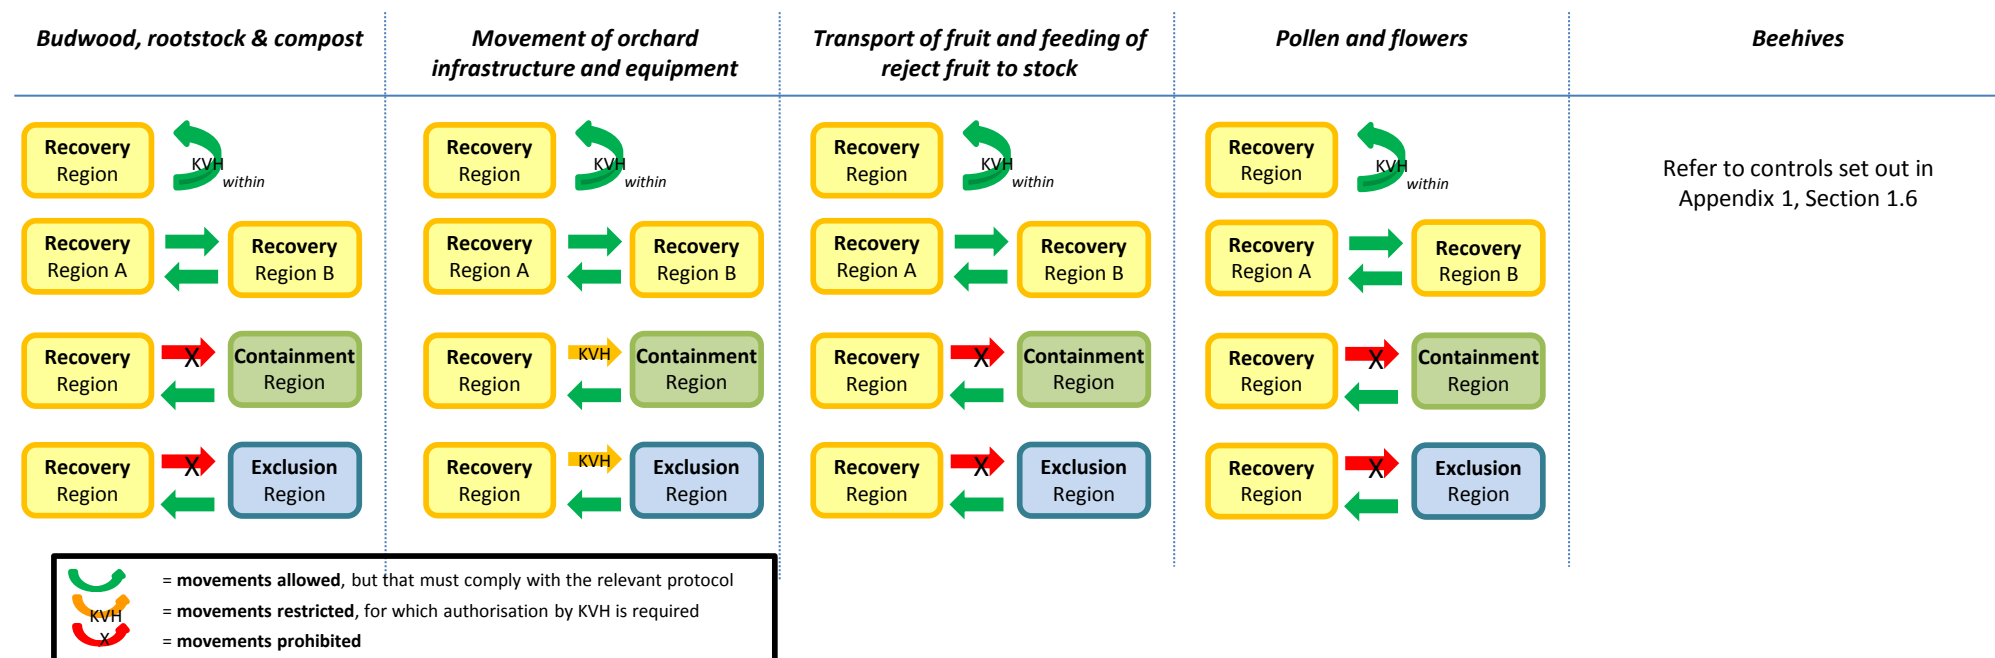 Budwood, rootstock & compost
Movement of orchard
infrastructure and equipment
Transport of fruit and feeding of
reject fruit to stock
Pollen and flowers
Beehives
Recovery
Region
KVH
within
Recovery
Region
KVH
within
Recovery
Region
KVH
within
Recovery
Region
KVH
within
Refer to controls set out in
Appendix 1, Section 1.6
Recovery
Region A
Recovery
Region B
Recovery
Region A
Recovery
Region B
Recovery
Region A
Recovery
Region B
Recovery
Region A
Recovery
Region B
Recovery
Region
X
Containment
Region
Recovery
Region
KVH
Containment
Region
Recovery
Region
X
Containment
Region
Recovery
Region
X
Containment
Region
Recovery
Region
X
Exclusion
Region
Recovery
Region
KVH
Exclusion
Region
Recovery
Region
X
Exclusion
Region
Recovery
Region
X
Exclusion
Region
= movements allowed, but that must comply with the relevant protocol
KVH = movements restricted, for which authorisation by KVH is required
X = movements prohibited